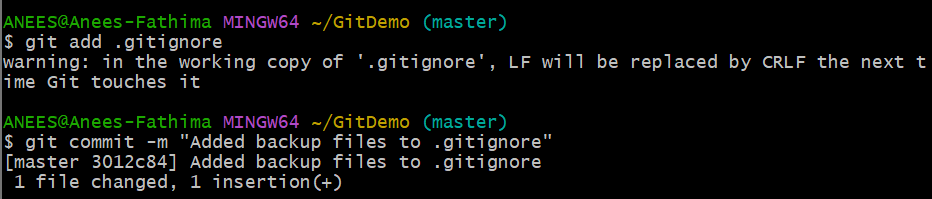 ANEES@Anees-Fathima MINGW64 ~/GitDemo (master)
$ git add .gitignore
warning: in the working copy of '.gitignore', LF will be replaced by CRLF the next t
ime Git touches it
ANEES@Anees-Fathima MINGW64 ~/GitDemo (master)
$ git commit -m "Added backup files to .gitignore"
[master 3012c84] Added backup files to .gitignore
 1 file changed, 1 insertion(+)